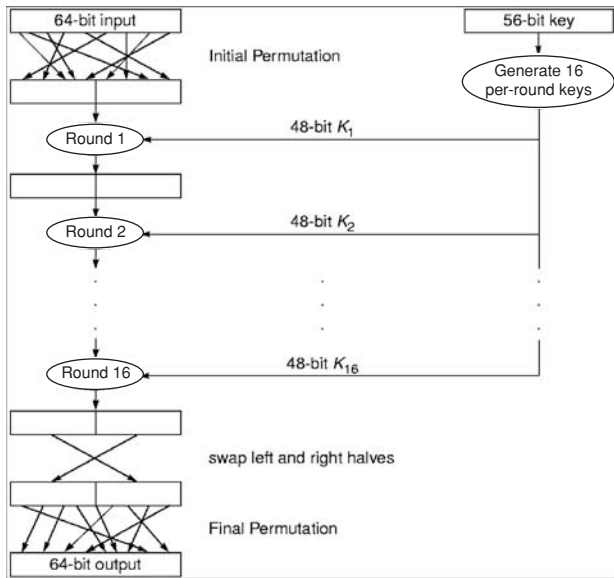 64-bit input
56-bit key
Initial Permutation
Generate 16
per-round keys
Round 1
48-bit K1
Round 2
48-bit K2
Round 16
48-bit K16
swap left and right halves
Final Permutation
64-bit output